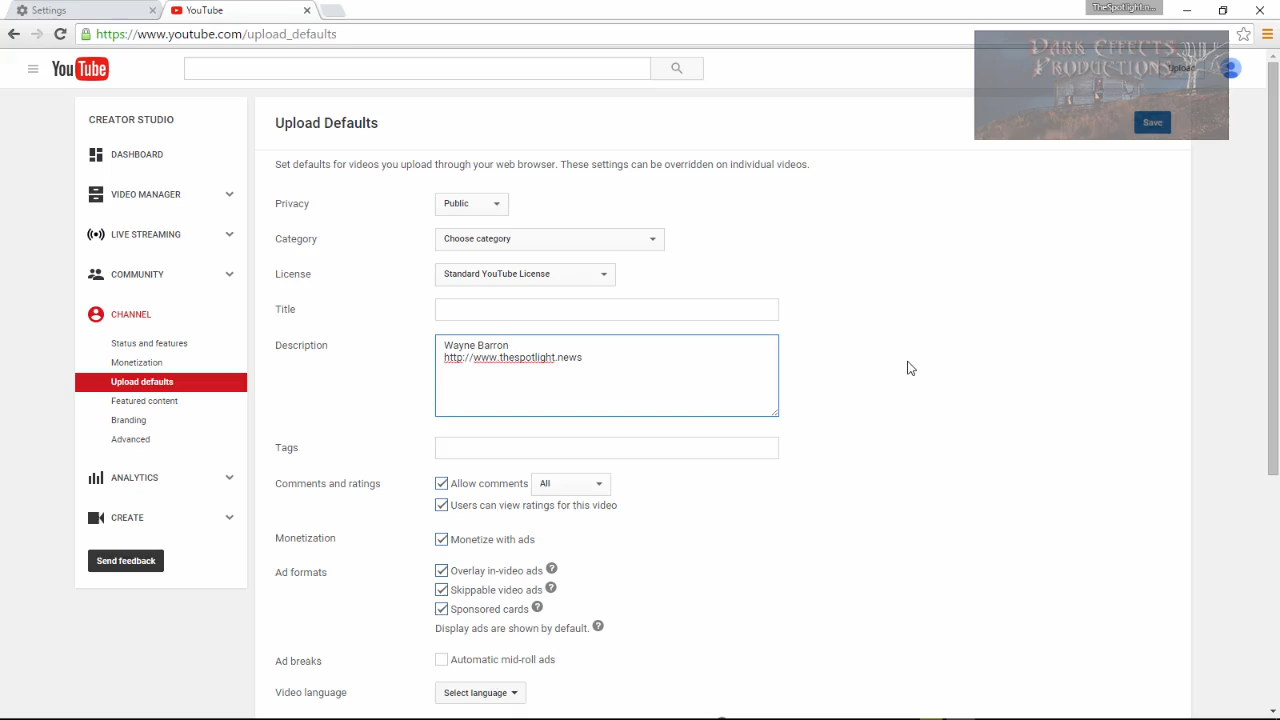 Settings
YouTube
TheSpotlight.n...
https://www.youtube.com/upload_defaults
YouTube
DARK EFFECTS
PRODUCTIONS
Upload
Save
CREATOR STUDIO
DASHBOARD
VIDEO MANAGER
LIVE STREAMING
COMMUNITY
CHANNEL
Status and features
Monetization
Upload defaults
Featured content
Branding
Advanced
ANALYTICS
CREATE
Send feedback
Upload Defaults
Set defaults for videos you upload through your web browser. These settings can be overridden on individual videos.
Privacy Public
Category Choose category
License Standard YouTube License
Title
Description Wayne Barron
http://www.thespotlight.news
Tags
Comments and ratings Allow comments All
Users can view ratings for this video
Monetization Monetize with ads
Ad formats Overlay in-video ads ?
Skippable video ads ?
Sponsored cards ?
Display ads are shown by default. ?
Ad breaks Automatic mid-roll ads
Video language Select language